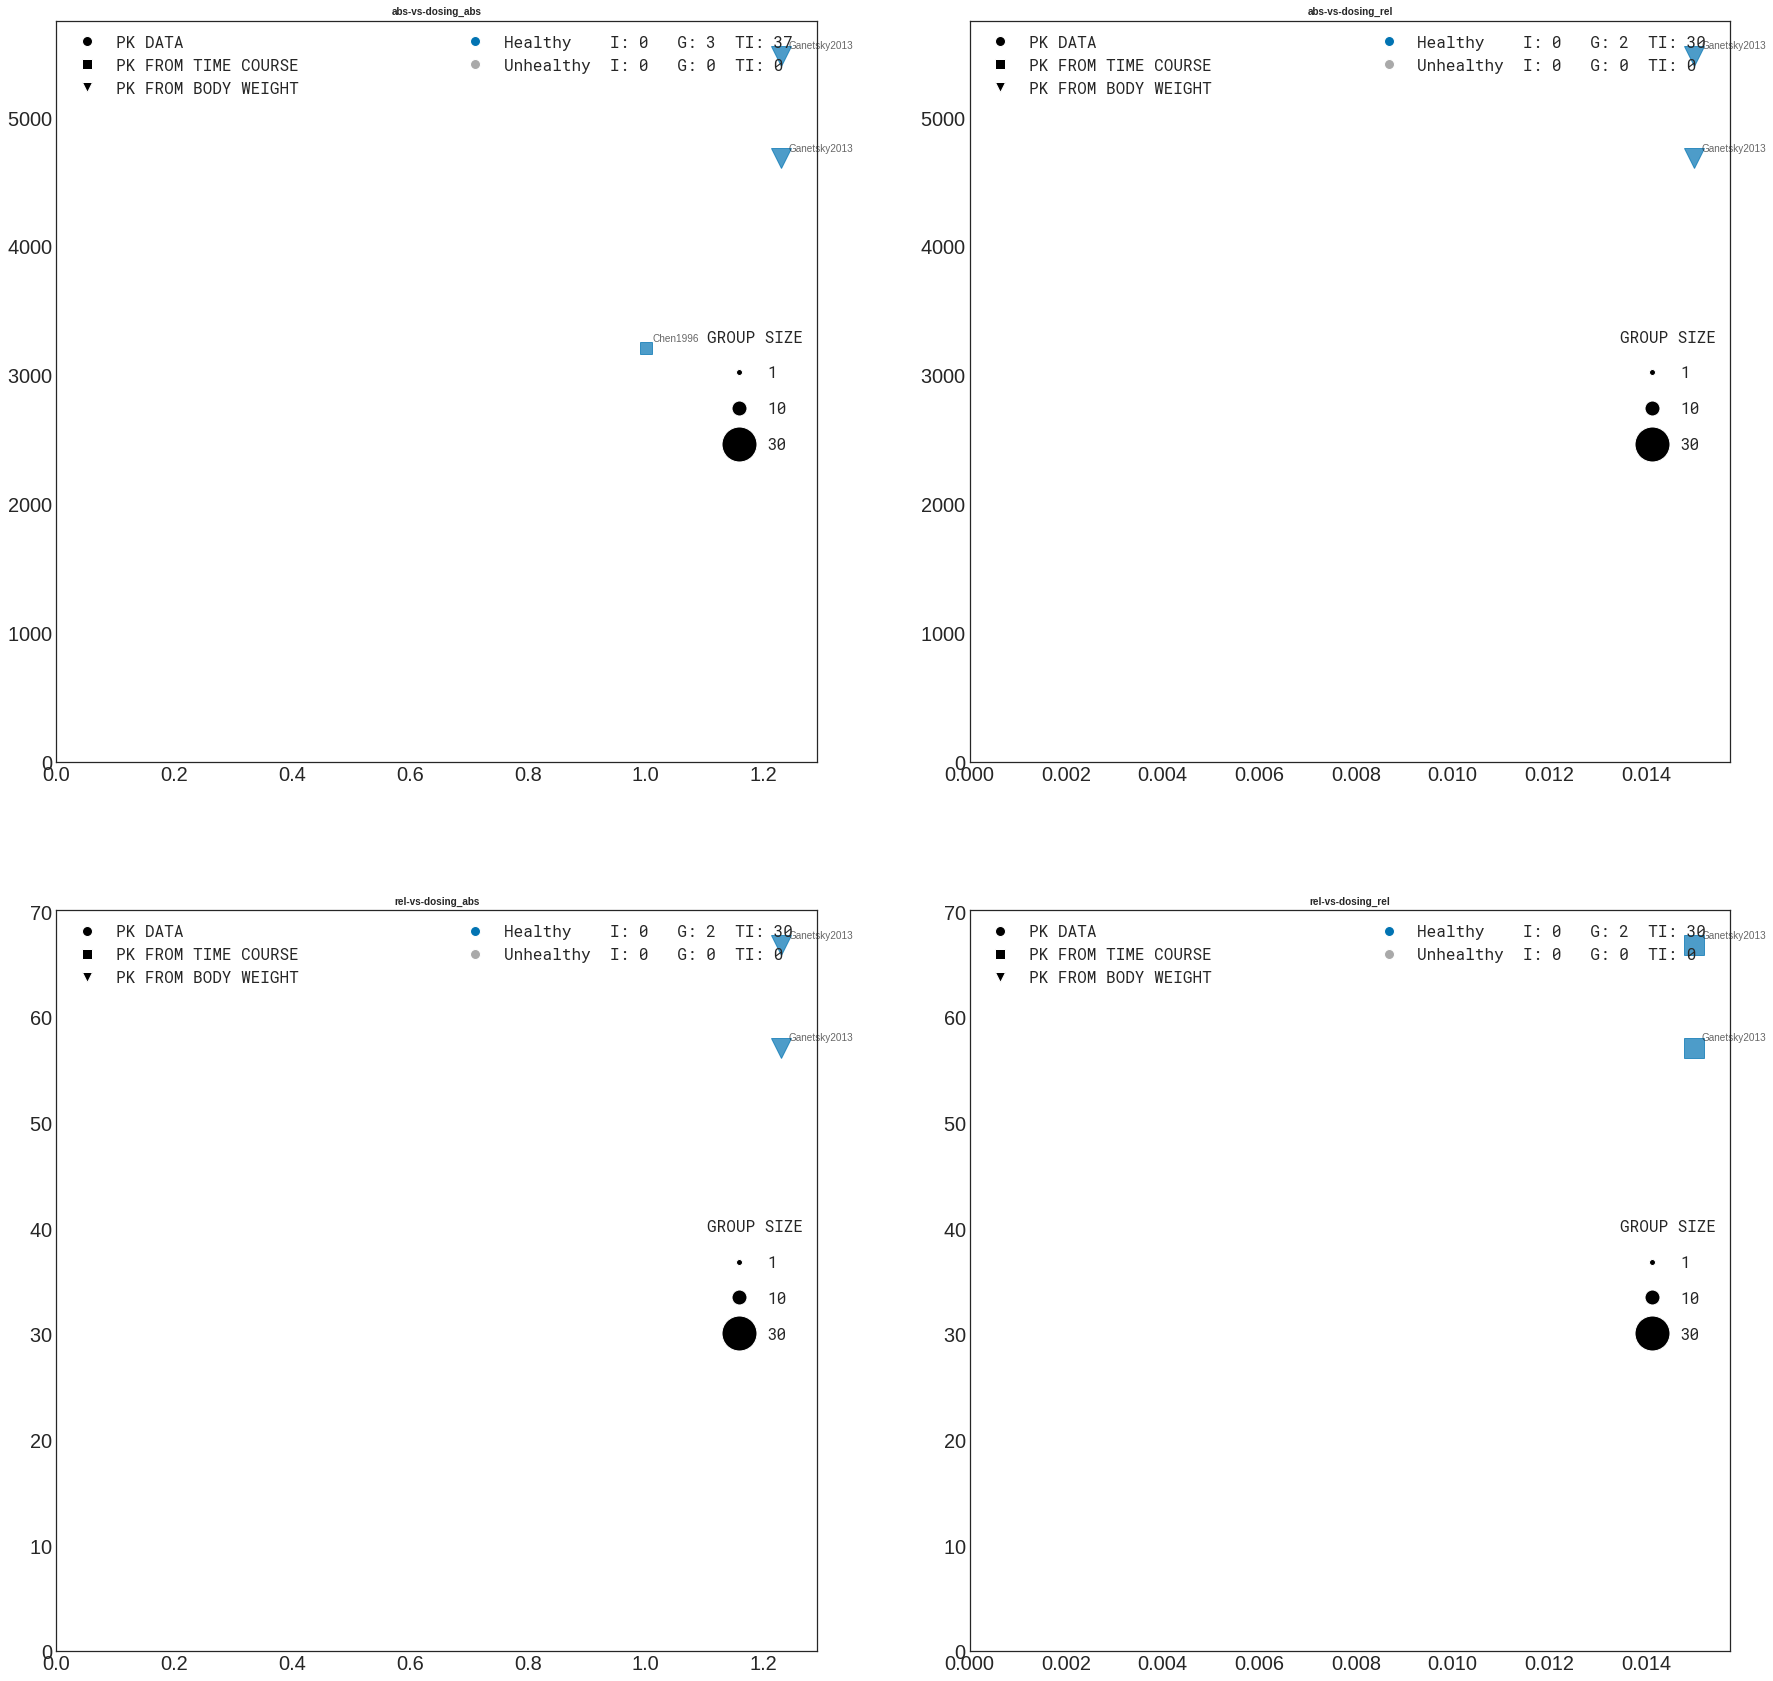 abs-vs-dosing_abs
PK DATA
PK FROM TIME COURSE
PK FROM BODY WEIGHT
Healthy I: 0 G: 3 TI: 37
Unhealthy I: 0 G: 0 TI: 0
Ganetsky2013
Ganetsky2013
Chen1996
GROUP SIZE
1
10
30
5000
4000
3000
2000
1000
0
0.0 0.2 0.4 0.6 0.8 1.0 1.2
abs-vs-dosing_rel
PK DATA
PK FROM TIME COURSE
PK FROM BODY WEIGHT
Healthy I: 0 G: 2 TI: 30
Unhealthy I: 0 G: 0 TI: 0
Ganetsky2013
Ganetsky2013
GROUP SIZE
1
10
30
5000
4000
3000
2000
1000
0
0.000 0.002 0.004 0.006 0.008 0.010 0.012 0.014
rel-vs-dosing_abs
PK DATA
PK FROM TIME COURSE
PK FROM BODY WEIGHT
Healthy I: 0 G: 2 TI: 30
Unhealthy I: 0 G: 0 TI: 0
Ganetsky2013
Ganetsky2013
GROUP SIZE
1
10
30
70
60
50
40
30
20
10
0
0.0 0.2 0.4 0.6 0.8 1.0 1.2
rel-vs-dosing_rel
PK DATA
PK FROM TIME COURSE
PK FROM BODY WEIGHT
Healthy I: 0 G: 2 TI: 30
Unhealthy I: 0 G: 0 TI: 0
Ganetsky2013
Ganetsky2013
GROUP SIZE
1
10
30
70
60
50
40
30
20
10
0
0.000 0.002 0.004 0.006 0.008 0.010 0.012 0.014